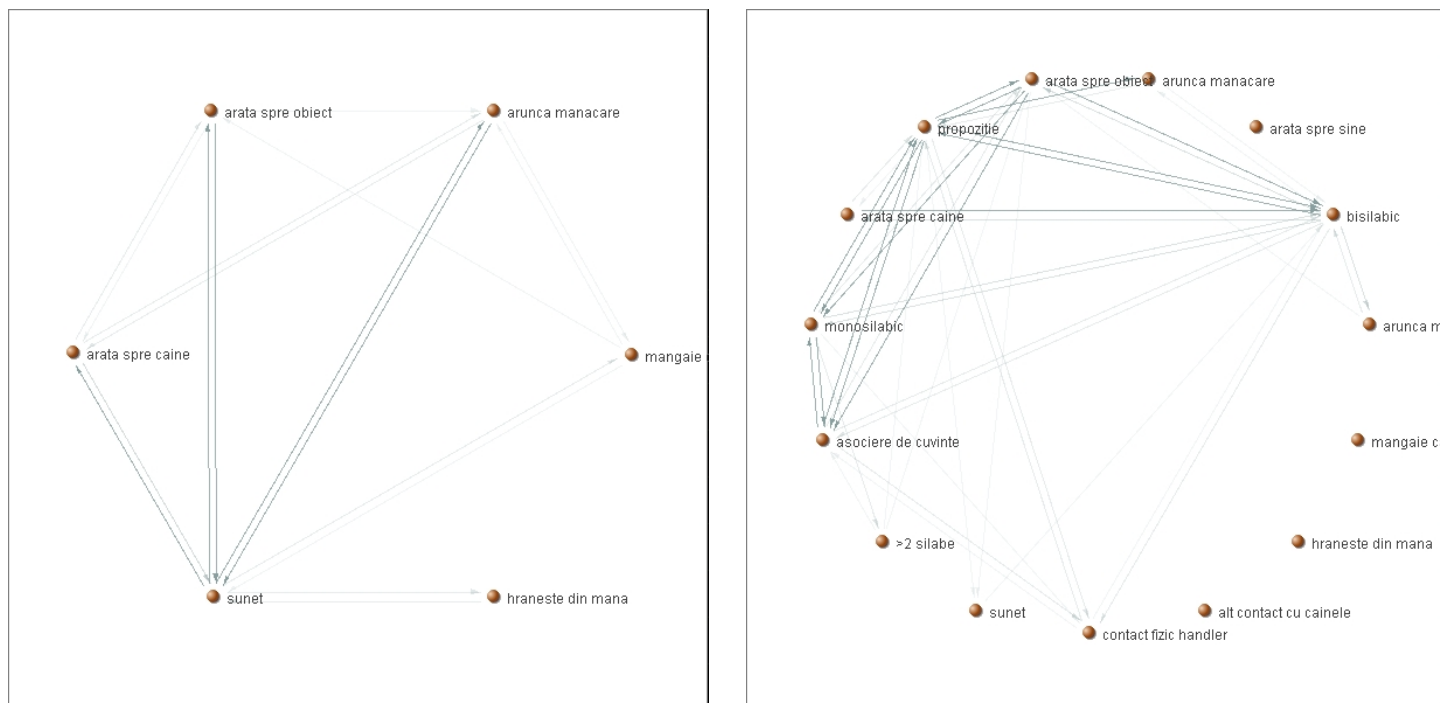 arata spre obiect
arunca manacare
arata spre caine
mangaie
sunet
hraneste din mana
arata spre obiect
arunca manacare
propozitie
arata spre sine
arata spre caine
bisilabic
monosilabic
arunca m
asociere de cuvinte
mangaie c
>2 silabe
hraneste din mana
sunet
alt contact cu cainele
contact fizic handler